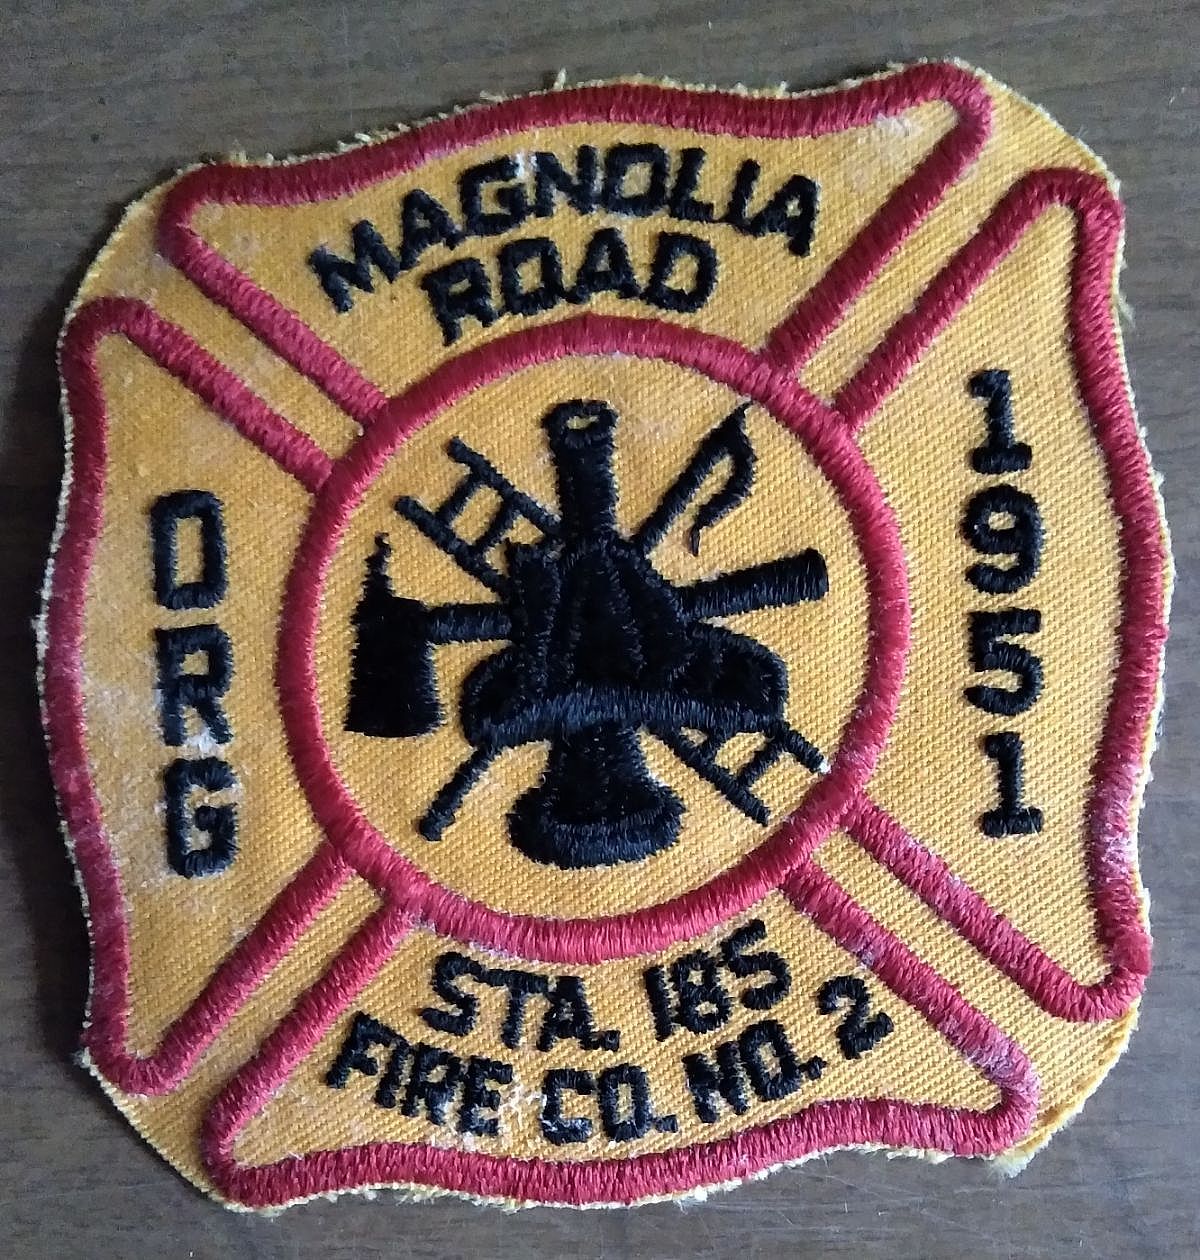 MAGNOLIA
ROAD
ORG
1951
STA. 185
FIRE CO. NO. 2